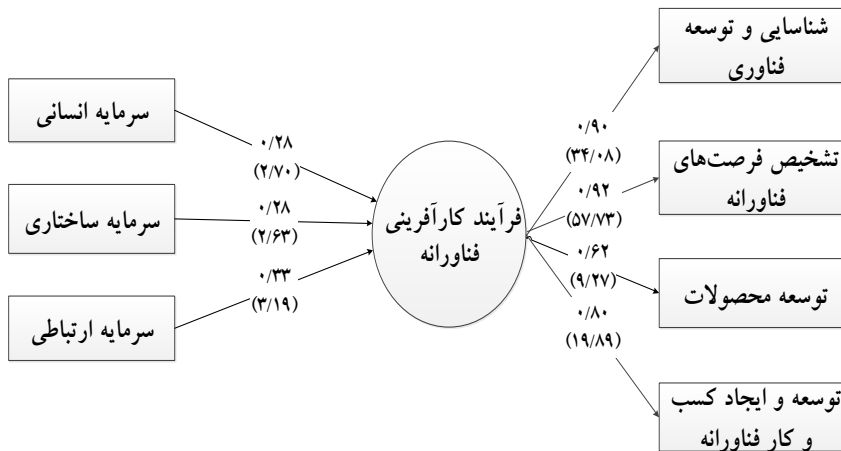 شناسایی و توسعه
فناوری
سرمایه انسانی
۰/۲۸
(۲/۷۰)
۰/۹۰
(۳۴/۰۸)
تشخیص فرصت‌های
فناورانه
سرمایه ساختاری
۰/۲۸
(۲/۶۳)
فرآیند کارآفرینی
فناورانه
۰/۹۲
(۵۷/۷۳)
۰/۶۲
(۹/۲۷)
توسعه محصولات
سرمایه ارتباطی
۰/۳۳
(۳/۱۹)
۰/۸۰
(۱۹/۸۹)
توسعه و ایجاد کسب
و کار فناورانه